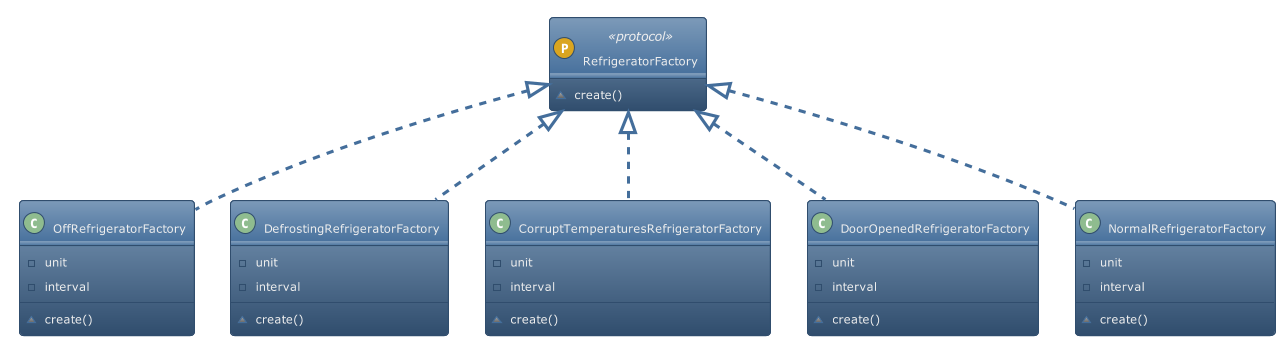 «protocol»
P
RefrigeratorFactory
create()
C
OffRefrigeratorFactory
unit
interval
create()
C
DefrostingRefrigeratorFactory
unit
interval
create()
C
CorruptTemperaturesRefrigeratorFactory
unit
interval
create()
C
DoorOpenedRefrigeratorFactory
unit
interval
create()
C
NormalRefrigeratorFactory
unit
interval
create()